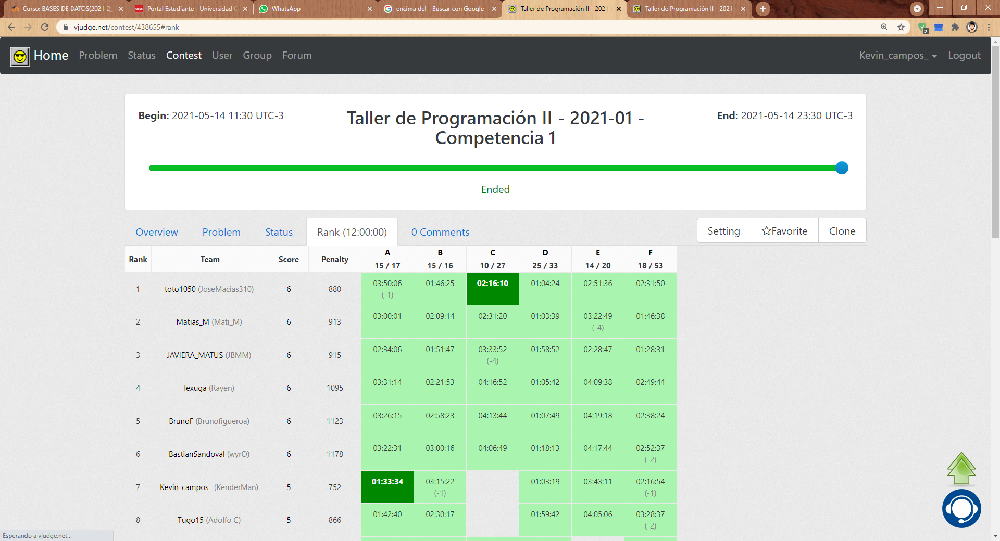 Curso: BASES DE DATOS(2021-2_
Portal Estudiante - Universidad C
WhatsApp
encima del - Buscar con Google
Taller de Programación II - 2021-
Taller de Programación II - 2021-
vjudge.net/contest/438655#rank
2
Home Problem Status Contest User Group Forum Kevin_campos_ Logout
Begin: 2021-05-14 11:30 UTC-3
Taller de Programación II - 2021-01 -
Competencia 1
End: 2021-05-14 23:30 UTC-3
Ended
Overview Problem Status Rank (12:00:00) 0 Comments Setting Favorite Clone
Rank Team Score Penalty A B C D E F
15 / 17 15 / 16 10 / 27 25 / 33 14 / 20 18 / 53
1 toto1050 (JoseMacias310) 6 880 03:50:06 01:46:25 02:16:10 01:04:24 02:51:36 02:31:50
(-1)
2 Matias_M (Mati_M) 6 913 03:00:01 02:09:14 02:31:20 01:03:39 03:22:49 01:46:38
(-4)
3 JAVIERA_MATUS (JBMM) 6 915 02:34:06 01:51:47 03:33:52 01:58:52 02:28:47 01:28:31
(-4)
4 lexuga (Rayen) 6 1095 03:31:14 02:21:53 04:16:52 01:05:42 04:09:38 02:49:44
5 BrunoF (Brunofigueroa) 6 1123 03:26:15 02:58:23 04:13:44 01:07:49 04:19:18 02:38:24
6 BastianSandoval (wyrO) 6 1178 03:22:31 03:00:16 04:06:49 01:18:13 04:17:44 02:52:37
(-2)
7 Kevin_campos_ (KenderMan) 5 752 01:33:34 03:15:22 01:03:19 03:43:11 02:16:54
(-1) (-1)
8 Tugo15 (Adolfo C) 5 866 01:42:40 02:30:17 01:59:42 04:05:06 03:28:37
(-2)
Esperando a vjudge.net...